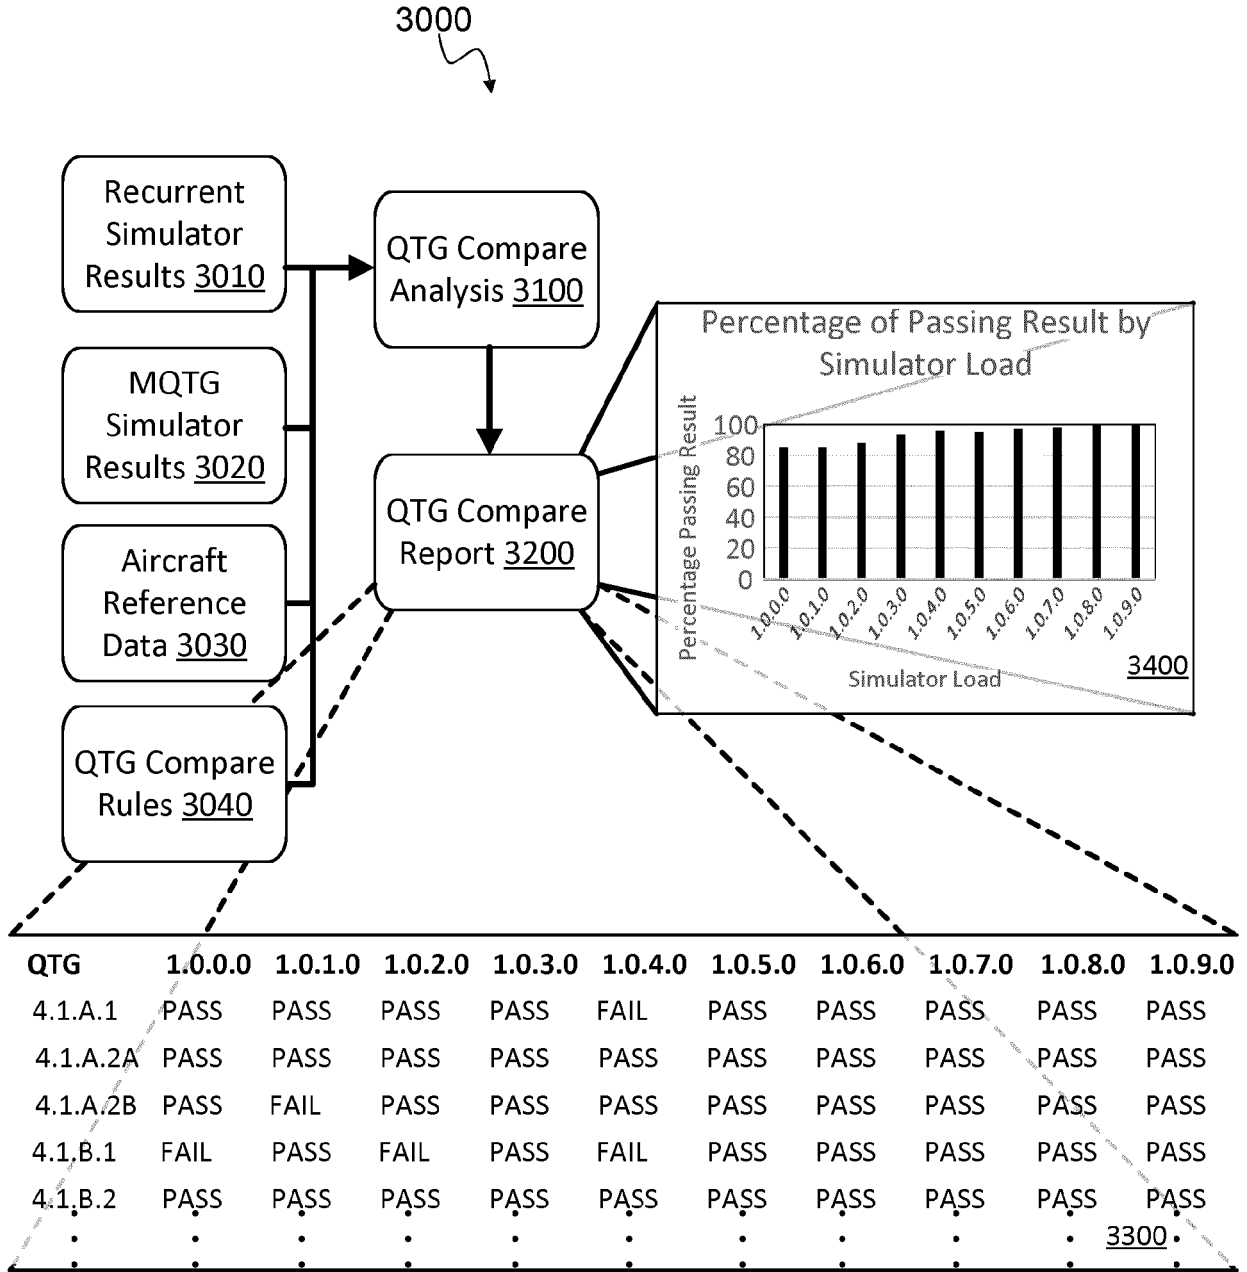 3000
Recurrent
Simulator
Results 3010
QTG Compare
Analysis 3100
MQTG
Simulator
Results 3020
QTG Compare
Report 3200
Aircraft
Reference
Data 3030
QTG Compare
Rules 3040
Percentage of Passing Result by
Simulator Load
Percentage Passing Result
100
80
60
40
20
0
1.0.0.0 1.0.1.0 1.0.2.0 1.0.3.0 1.0.4.0 1.0.5.0 1.0.6.0 1.0.7.0 1.0.8.0 1.0.9.0
Simulator Load
3400
QTG 1.0.0.0 1.0.1.0 1.0.2.0 1.0.3.0 1.0.4.0 1.0.5.0 1.0.6.0 1.0.7.0 1.0.8.0 1.0.9.0
4.1.A.1 PASS PASS PASS PASS FAIL PASS PASS PASS PASS PASS
4.1.A.2A PASS PASS PASS PASS PASS PASS PASS PASS PASS PASS
4.1.A.2B PASS FAIL PASS PASS PASS PASS PASS PASS PASS PASS
4.1.B.1 FAIL PASS FAIL PASS FAIL PASS PASS PASS PASS PASS
4.1.B.2 PASS PASS PASS PASS PASS PASS PASS PASS PASS PASS
3300